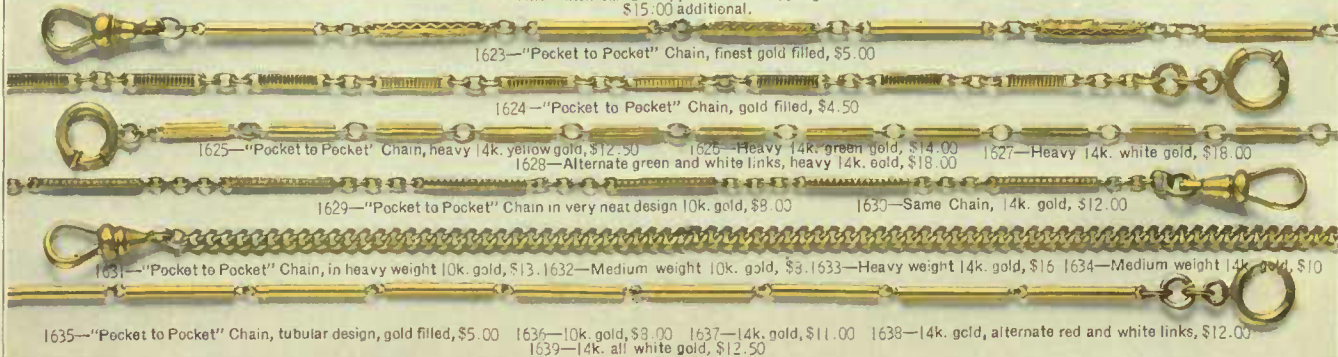 $15.00 additional.
1623—"Pocket to Pocket" Chain, finest gold filled, $5.00
1624—"Pocket to Pocket" Chain, gold filled, $4.50
1625—"Pocket to Pocket" Chain, heavy 14k. yellow gold, $12.50 1626—Heavy 14k. green gold, $14.00 1627—Heavy 14k. white gold, $18.00
1628—Alternate green and white links, heavy 14k. gold, $18.00
1629—"Pocket to Pocket" Chain in very neat design 10k. gold, $8.00 1630—Same Chain, 14k. gold, $12.00
1631—"Pocket to Pocket" Chain, in heavy weight 10k. gold, $13. 1632—Medium weight 10k. gold, $8. 1633—Heavy weight 14k. gold, $16 1634—Medium weight 14k. gold, $10
1635—"Pocket to Pocket" Chain, tubular design, gold filled, $5.00 1636—10k. gold, $8.00 1637—14k. gold, $11.00 1638—14k. gold, alternate red and white links, $12.00
1639—14k. all white gold, $12.50